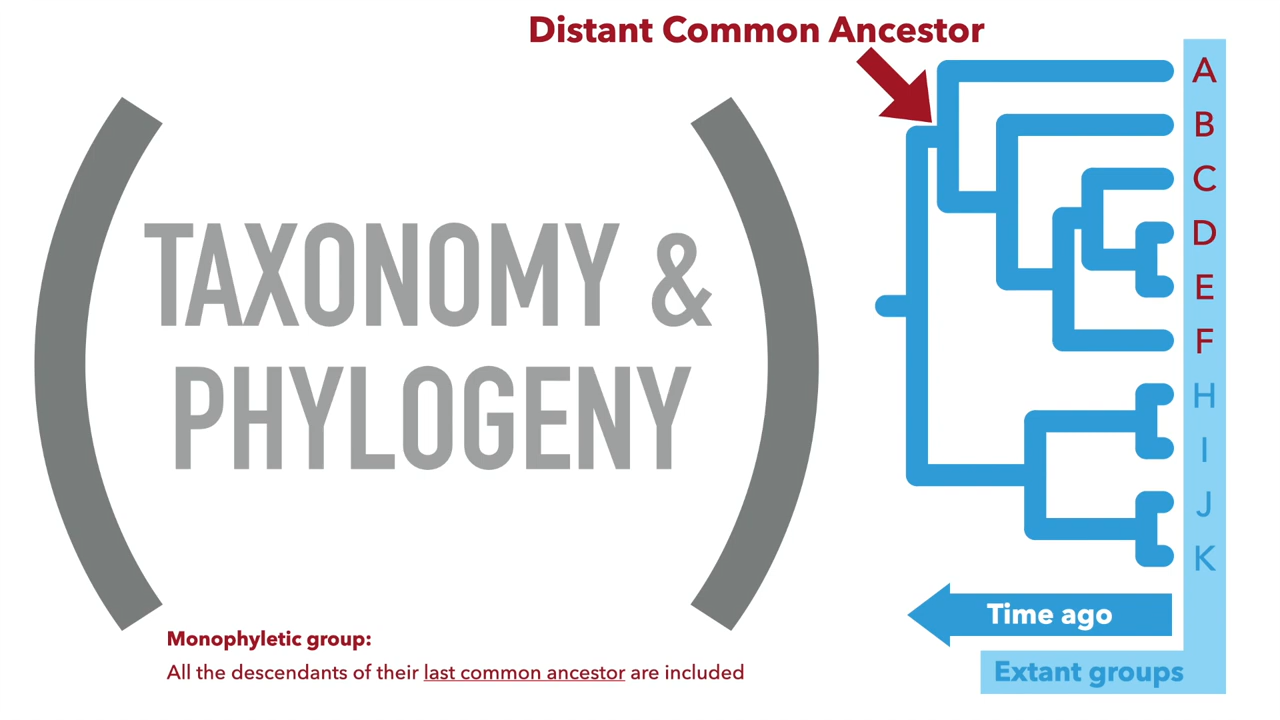 Distant Common Ancestor
TAXONOMY &
PHYLOGENY
A
B
C
D
E
F
H
I
J
K
Time ago
Extant groups
Monophyletic group:
All the descendants of their last common ancestor are included